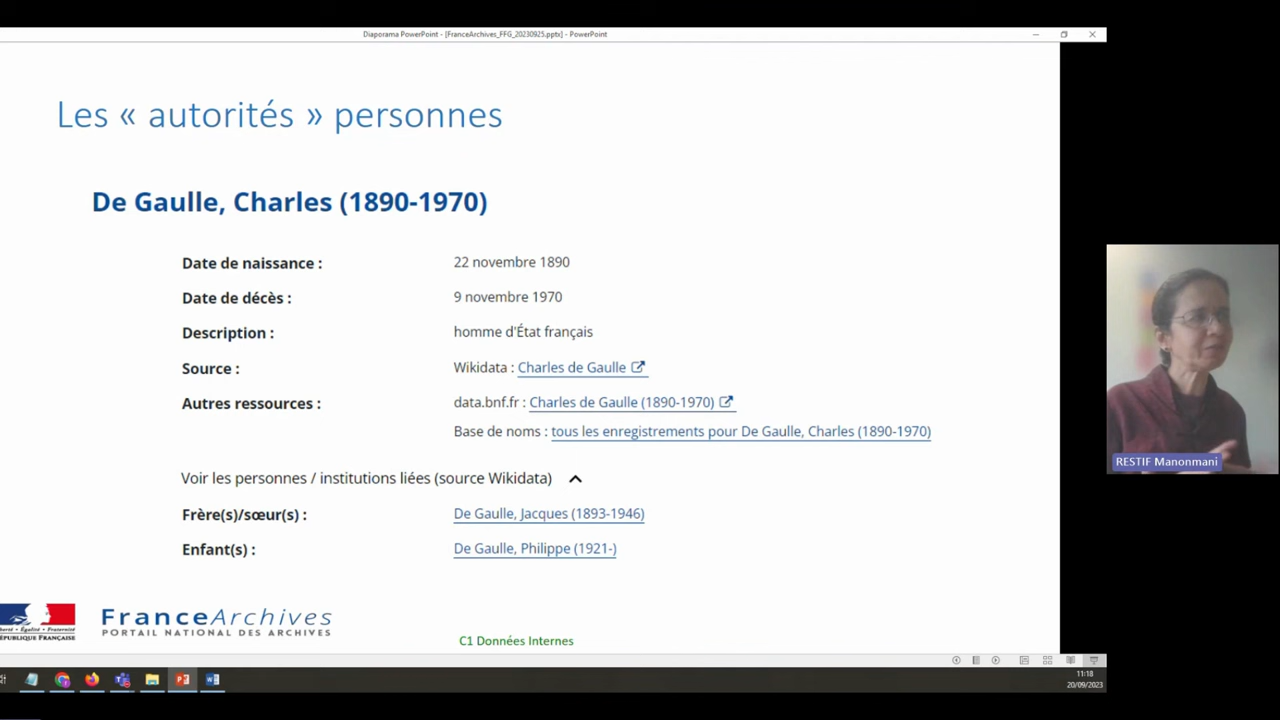 Diaporama PowerPoint - [FranceArchives_FFG_20230925.pptx] - PowerPoint
Les « autorités » personnes
De Gaulle, Charles (1890-1970)
Date de naissance : 22 novembre 1890
Date de décès : 9 novembre 1970
Description : homme d'État français
Source : Wikidata : Charles de Gaulle
Autres ressources : data.bnf.fr : Charles de Gaulle (1890-1970)
Base de noms : tous les enregistrements pour De Gaulle, Charles (1890-1970)
Voir les personnes / institutions liées (source Wikidata)
Frère(s)/sœur(s) : De Gaulle, Jacques (1893-1946)
Enfant(s) : De Gaulle, Philippe (1921-)
RESTIF Manonmani
FranceArchives
PORTAIL NATIONAL DES ARCHIVES
RÉPUBLIQUE FRANÇAISE
C1 Données Internes
11:18
20/09/2023